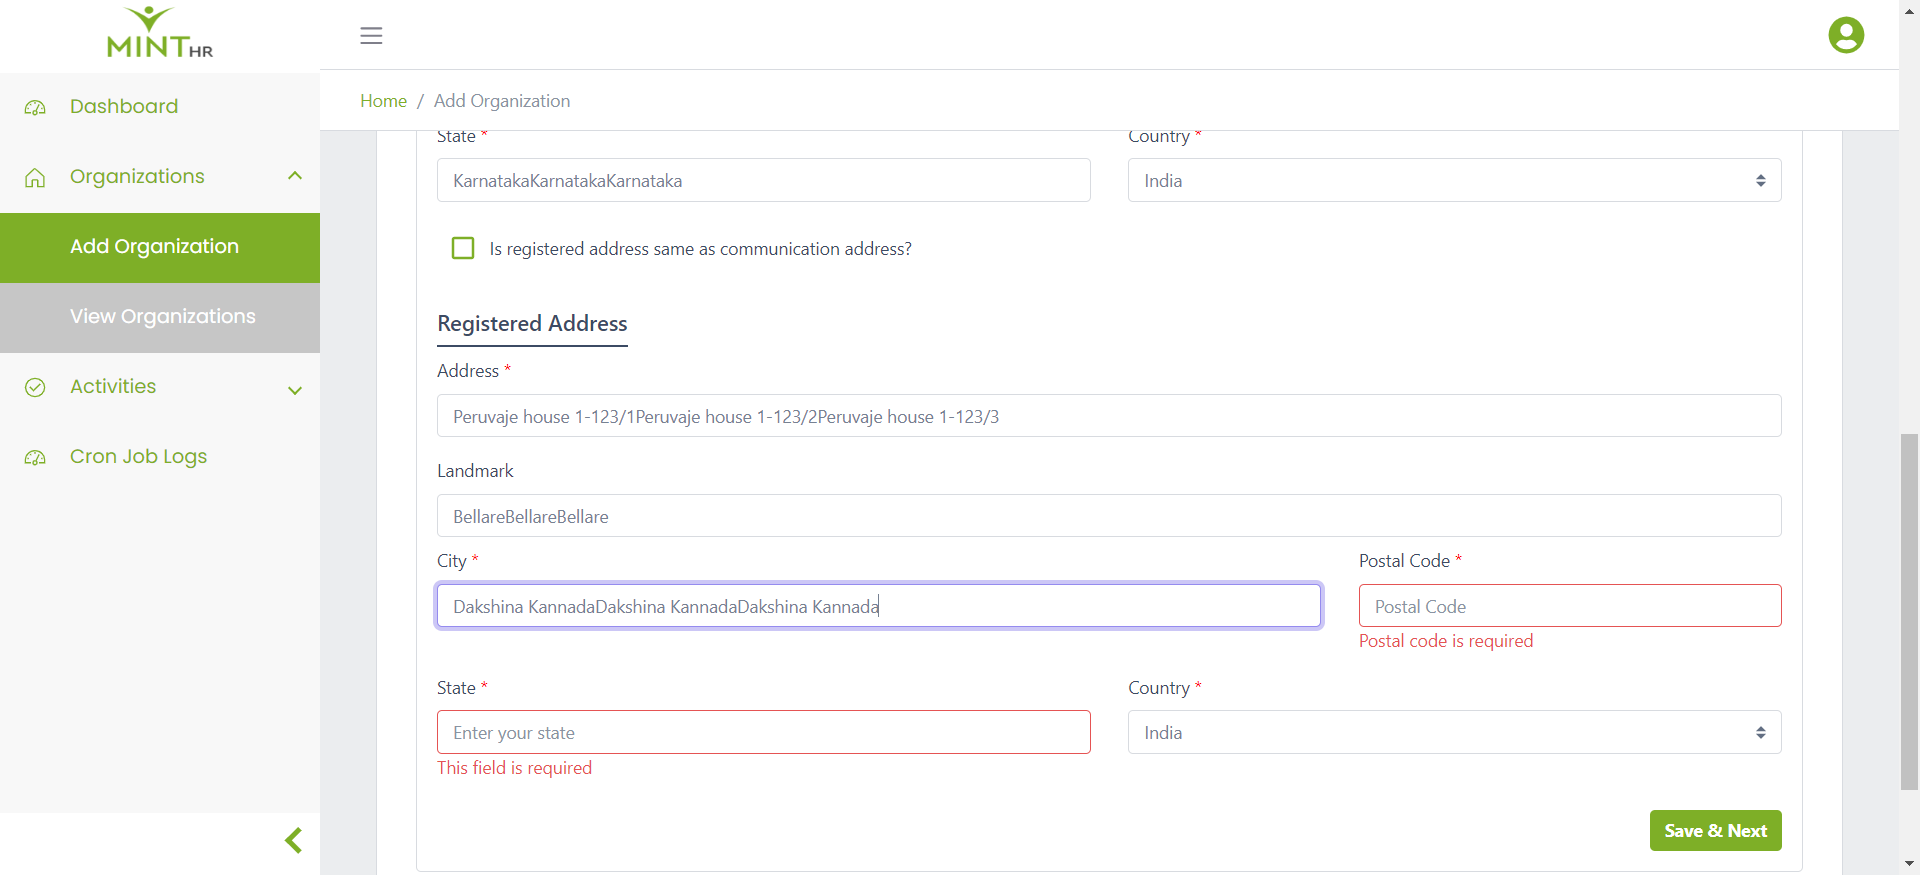 MINT HR
Dashboard
Organizations
Add Organization
View Organizations
Activities
Cron Job Logs
Home / Add Organization
State *
Country *
KarnatakaKarnatakaKarnataka
India
Is registered address same as communication address?
Registered Address
Address *
Peruvaje house 1-123/1Peruvaje house 1-123/2Peruvaje house 1-123/3
Landmark
BellareBellareBellare
City *
Postal Code *
Dakshina KannadaDakshina KannadaDakshina Kannada
Postal Code
Postal code is required
State *
Country *
Enter your state
India
This field is required
Save & Next